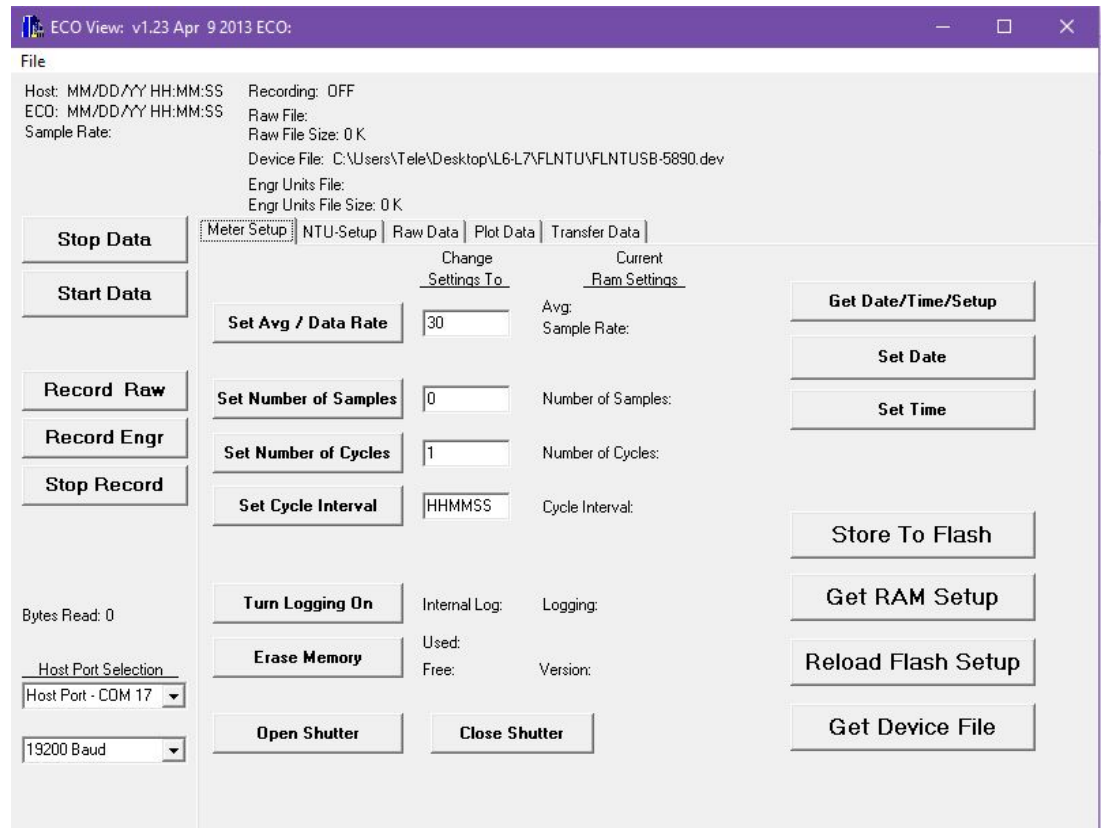 ECO View: v1.23 Apr 9 2013 ECO:
File
Host: MM/DD/YY HH:MM:SS
ECO: MM/DD/YY HH:MM:SS
Sample Rate:
Recording: OFF
Raw File:
Raw File Size: 0 K
Device File: C:\Users\Tele\Desktop\L6-L7\FLNTU\FLNTUSB-5890.dev
Engr Units File:
Engr Units File Size: 0 K
Stop Data
Start Data
Record Raw
Record Engr
Stop Record
Bytes Read: 0
Host Port Selection
Host Port - COM 17
19200 Baud
Meter Setup NTU-Setup Raw Data Plot Data Transfer Data
Change
Settings To
Current
Ram Settings
Set Avg / Data Rate 30 Avg:
Sample Rate:
Set Number of Samples 0 Number of Samples:
Set Number of Cycles 1 Number of Cycles:
Set Cycle Interval HHMMSS Cycle Interval:
Turn Logging On Internal Log: Logging:
Erase Memory Used:
Free: Version:
Open Shutter Close Shutter
Get Date/Time/Setup
Set Date
Set Time
Store To Flash
Get RAM Setup
Reload Flash Setup
Get Device File